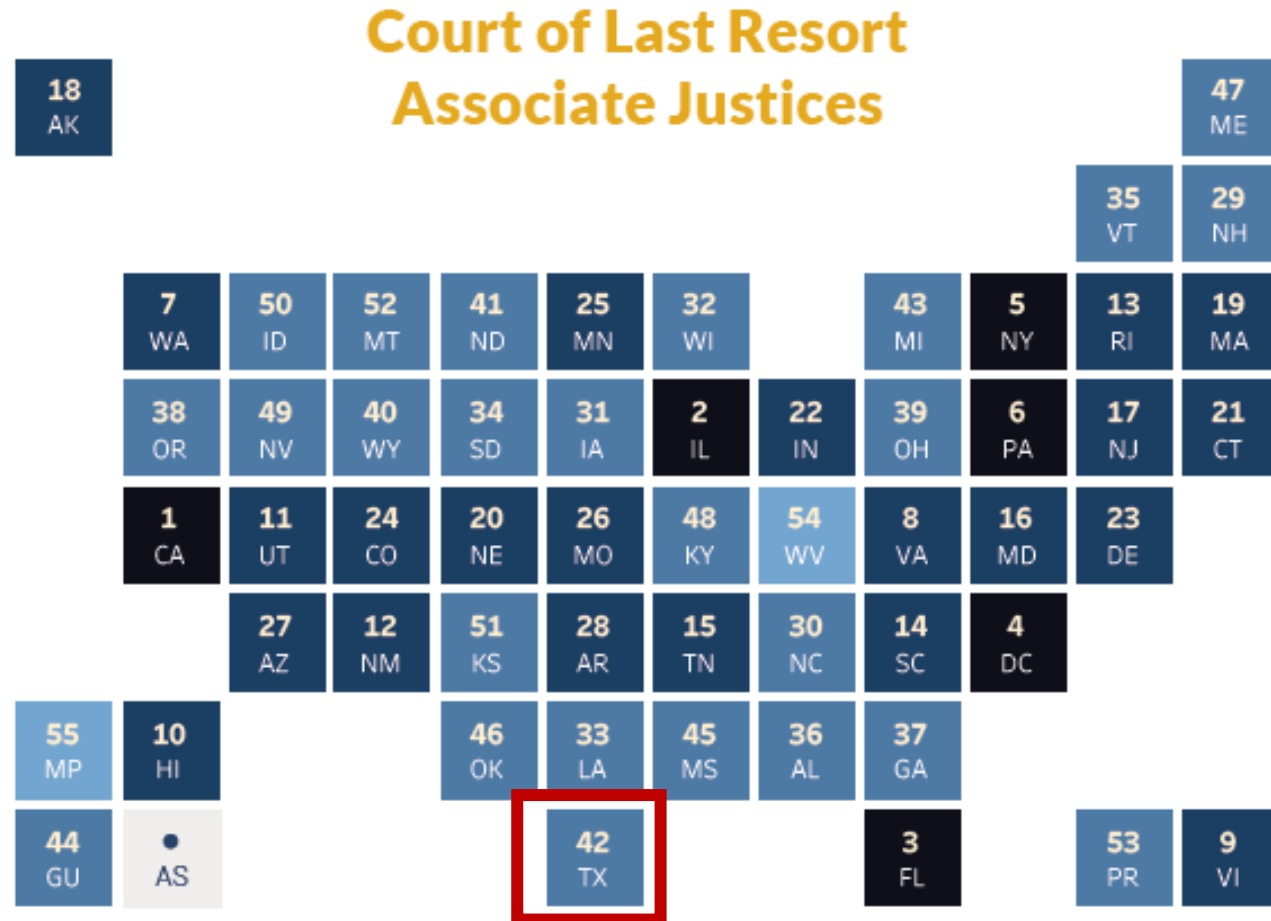 Court of Last Resort
Associate Justices
18
AK
47
ME
35
VT
29
NH
7
WA
50
ID
52
MT
41
ND
25
MN
32
WI
43
MI
5
NY
13
RI
19
MA
38
OR
49
NV
40
WY
34
SD
31
IA
2
IL
22
IN
39
OH
6
PA
17
NJ
21
CT
1
CA
11
UT
24
CO
20
NE
26
MO
48
KY
54
WV
8
VA
16
MD
23
DE
27
AZ
12
NM
51
KS
28
AR
15
TN
30
NC
14
SC
4
DC
55
MP
10
HI
46
OK
33
LA
45
MS
36
AL
37
GA
44
GU
AS
42
TX
3
FL
53
PR
9
VI